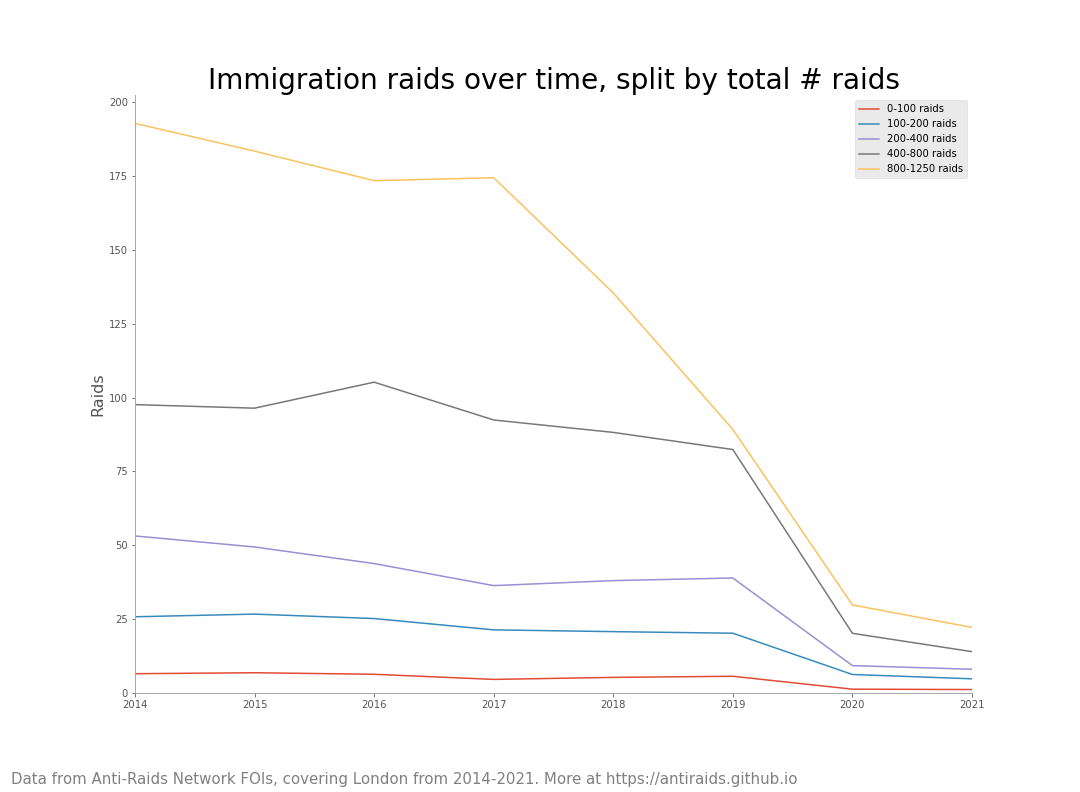 Immigration raids over time, split by total # raids
200
175
150
125
100
75
50
25
0
Raids
0-100 raids
100-200 raids
200-400 raids
400-800 raids
800-1250 raids
2014 2015 2016 2017 2018 2019 2020 2021
Data from Anti-Raids Network FOIs, covering London from 2014-2021. More at https://antiraids.github.io